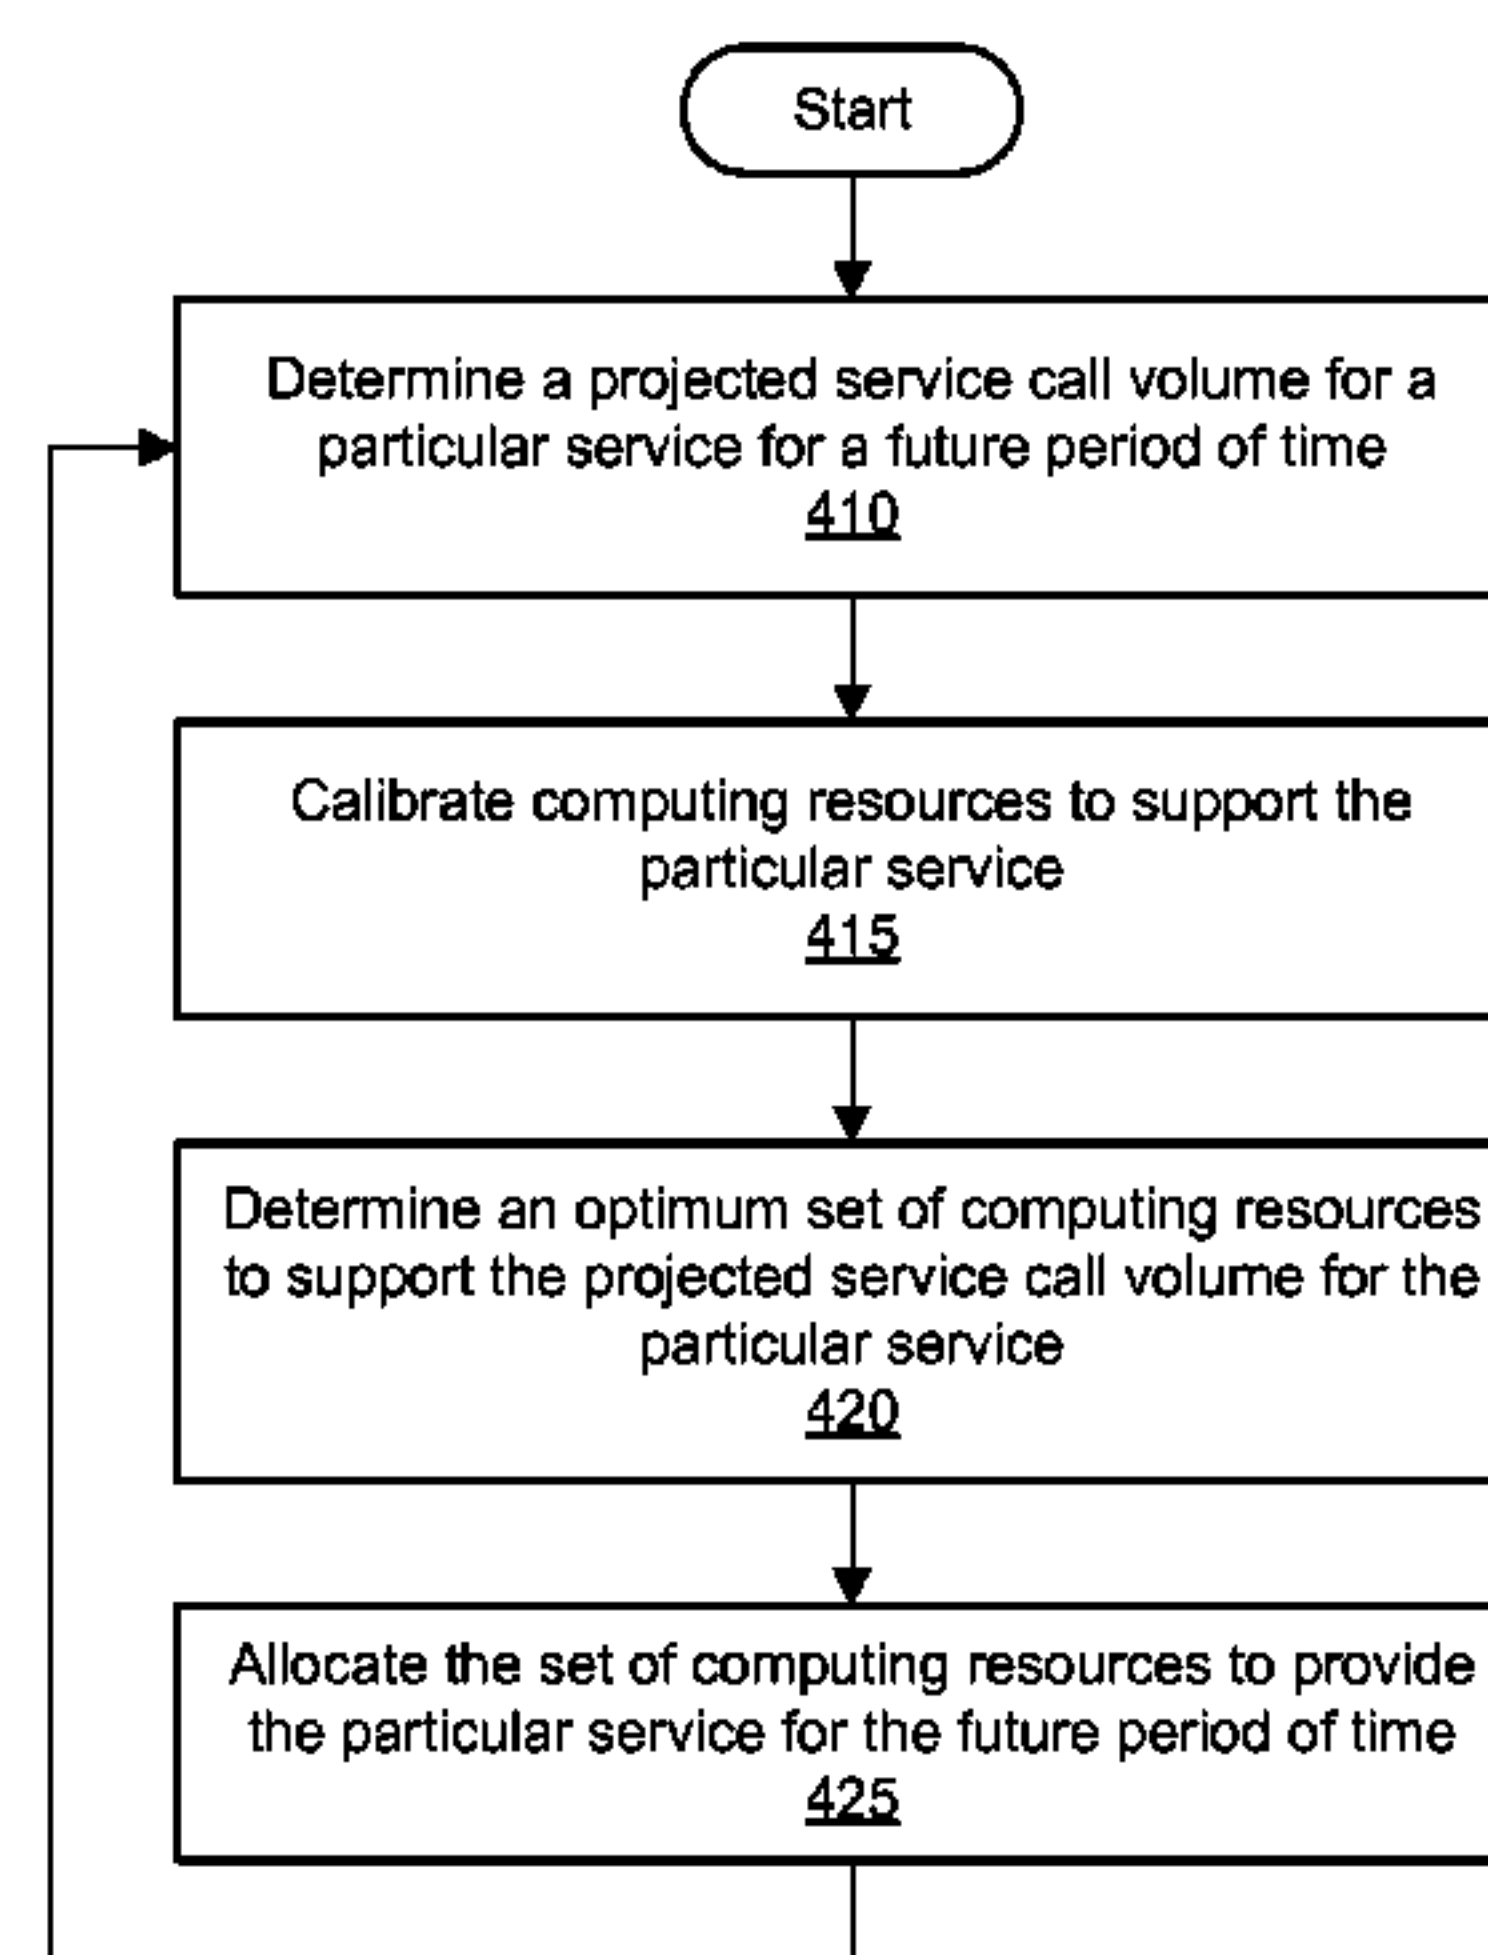 Start
Determine a projected service call volume for a
particular service for a future period of time
410
Calibrate computing resources to support the
particular service
415
Determine an optimum set of computing resources
to support the projected service call volume for the
particular service
420
Allocate the set of computing resources to provide
the particular service for the future period of time
425